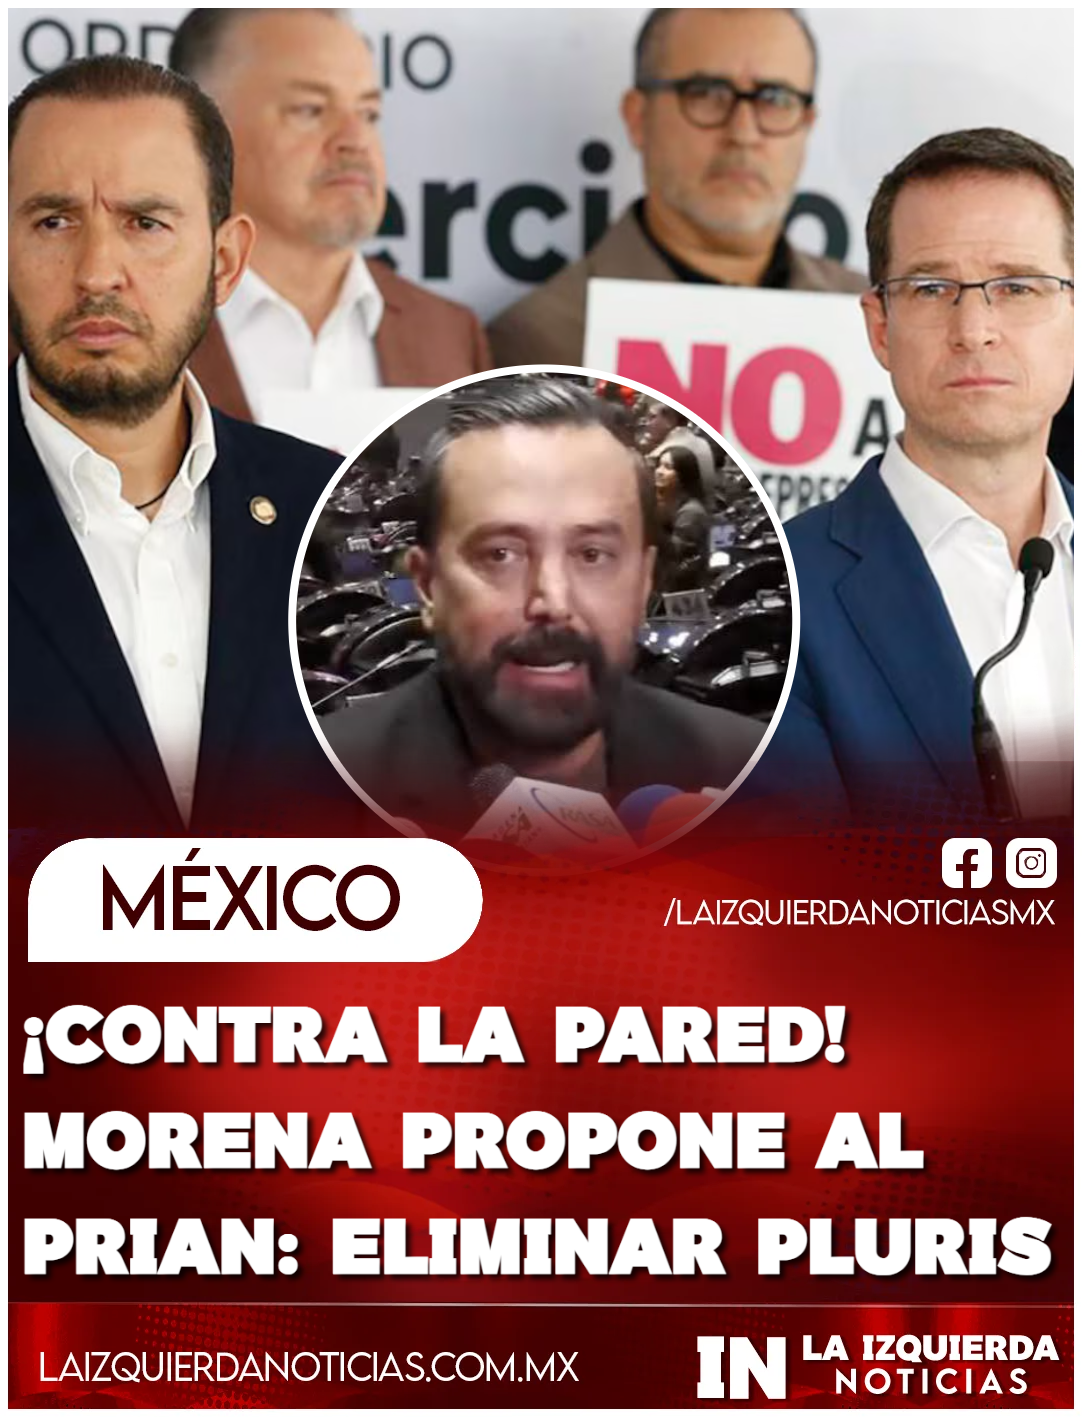 NO A
MÉXICO
/LAIZQUIERDANOTICIASMX
¡CONTRA LA PARED!
MORENA PROPONE AL
PRIAN: ELIMINAR PLURIS
LAIZQUIERDANOTICIAS.COM.MX
IN LA IZQUIERDA
NOTICIAS